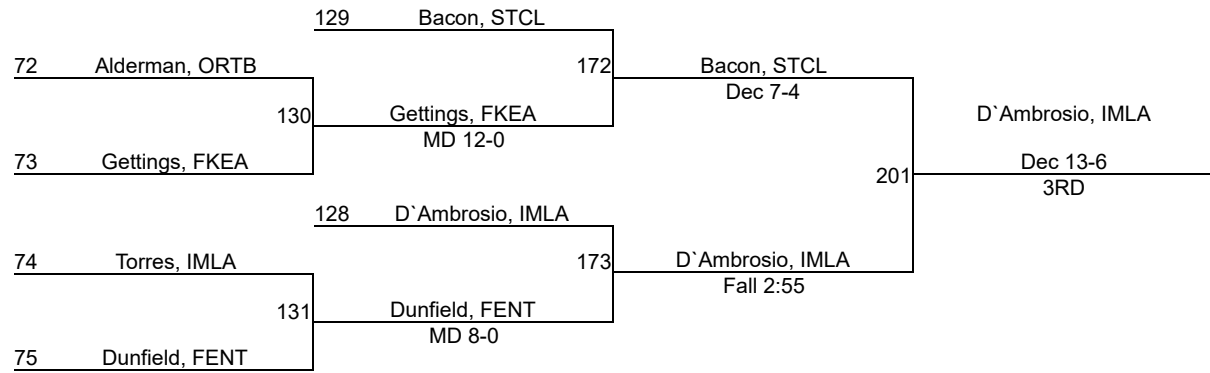 129 Bacon, STCL
72 Alderman, ORTB
172 Bacon, STCL
Dec 7-4
130 Gettings, FKEA
MD 12-0
D`Ambrosio, IMLA
73 Gettings, FKEA
Dec 13-6
201
3RD
128 D`Ambrosio, IMLA
74 Torres, IMLA
173 D`Ambrosio, IMLA
Fall 2:55
131 Dunfield, FENT
MD 8-0
75 Dunfield, FENT